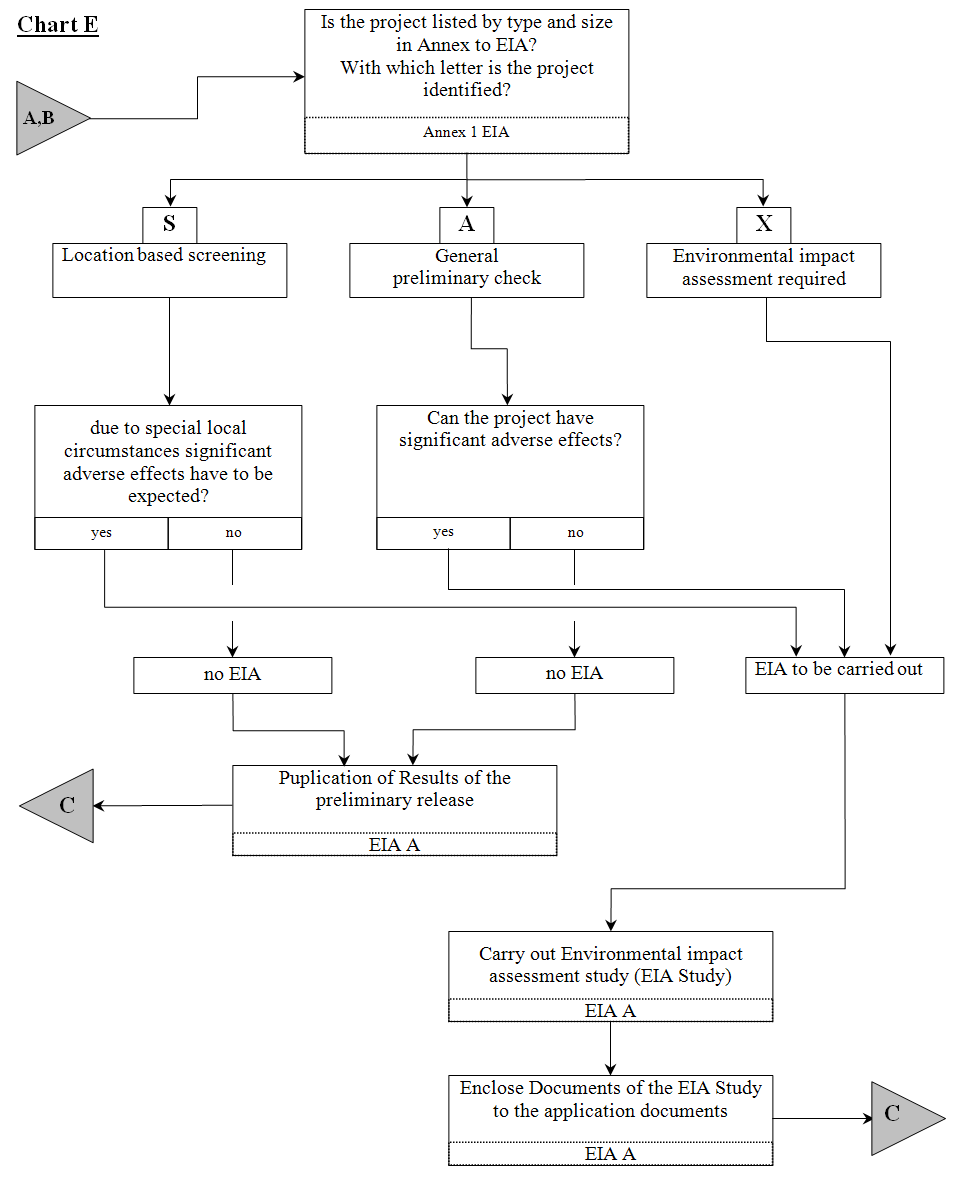 Chart E
Is the project listed by type and size
in Annex to EIA?
With which letter is the project
identified?
Annex 1 EIA
A,B
S
A
X
Location based screening
General
preliminary check
Environmental impact
assessment required
due to special local
circumstances significant
adverse effects have to be
expected?
yes
no
Can the project have
significant adverse effects?
yes
no
no EIA
no EIA
EIA to be carried out
Puplication of Results of the
preliminary release
EIA A
C
Carry out Environmental impact
assessment study (EIA Study)
EIA A
Enclose Documents of the EIA Study
to the application documents
EIA A
C